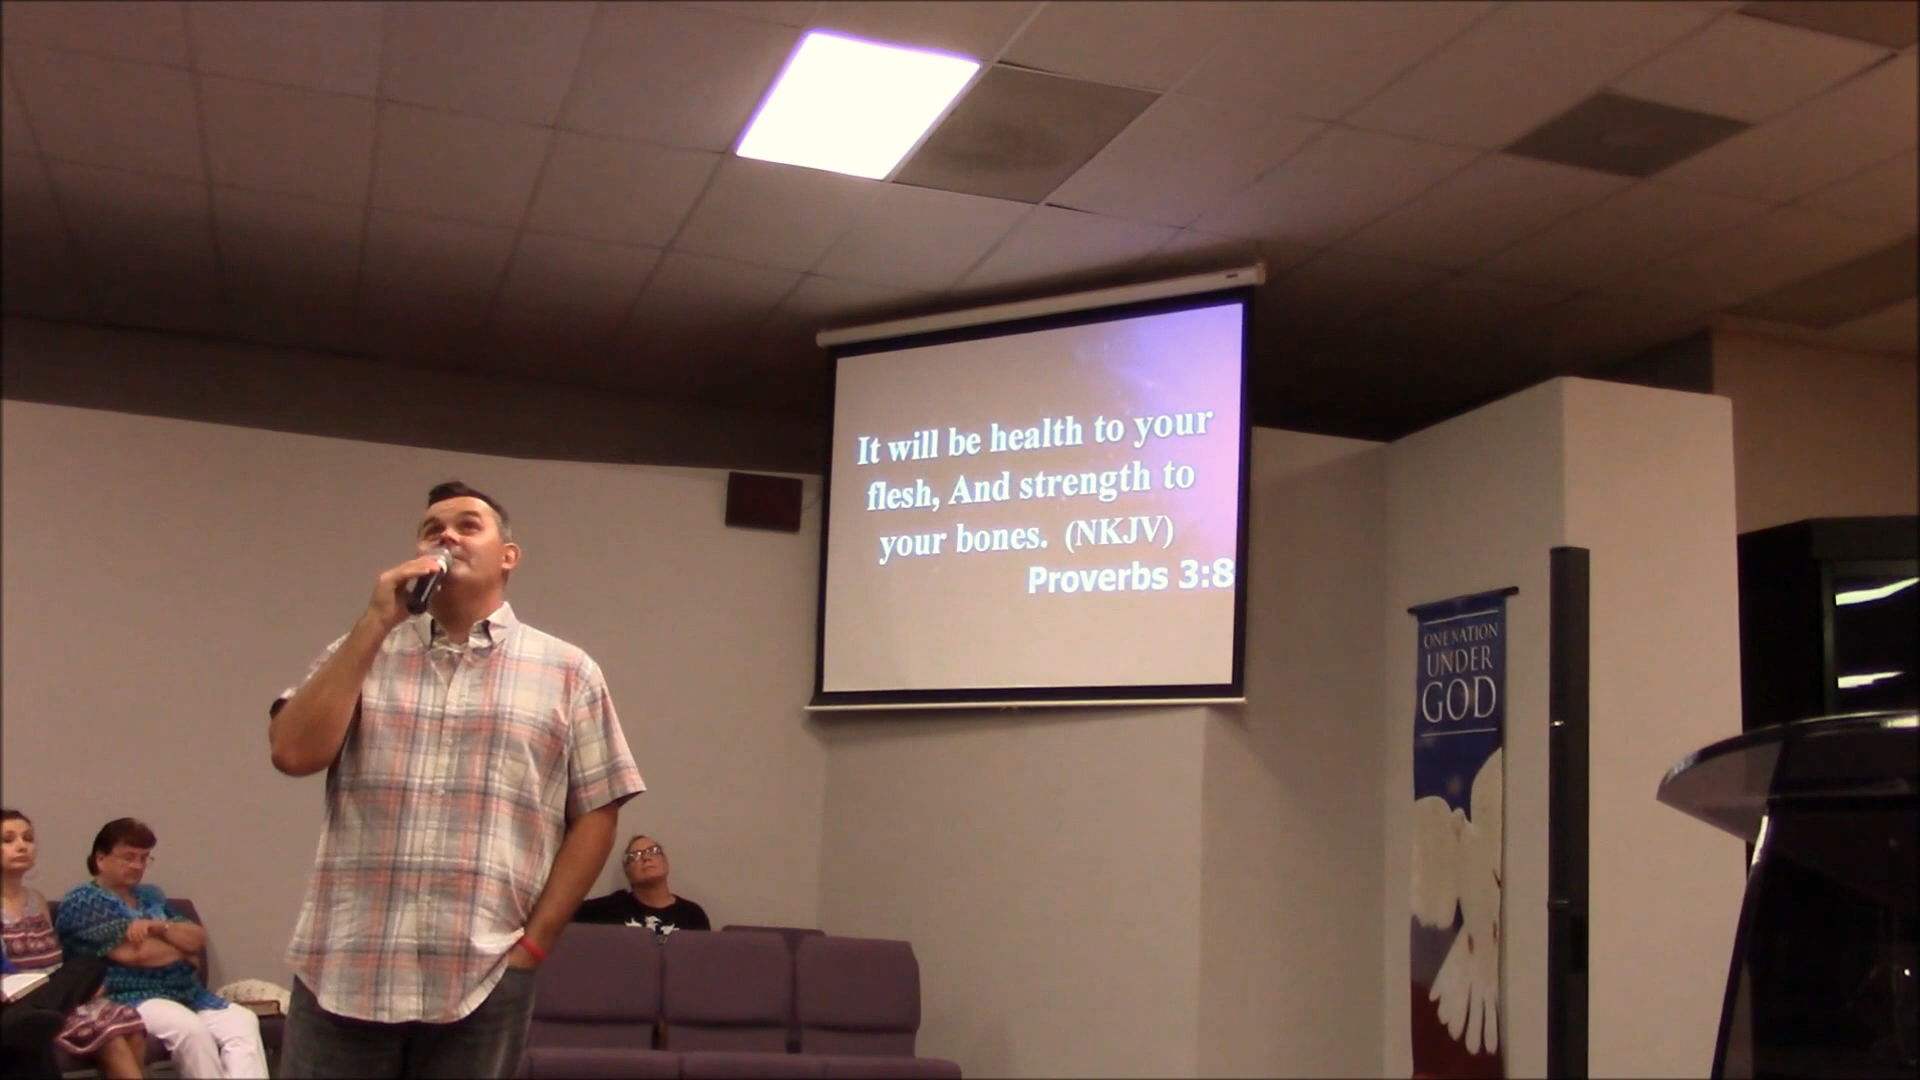 It will be health to your
flesh, And strength to
your bones. (NKJV)
Proverbs 3:8
ONE NATION
UNDER
GOD